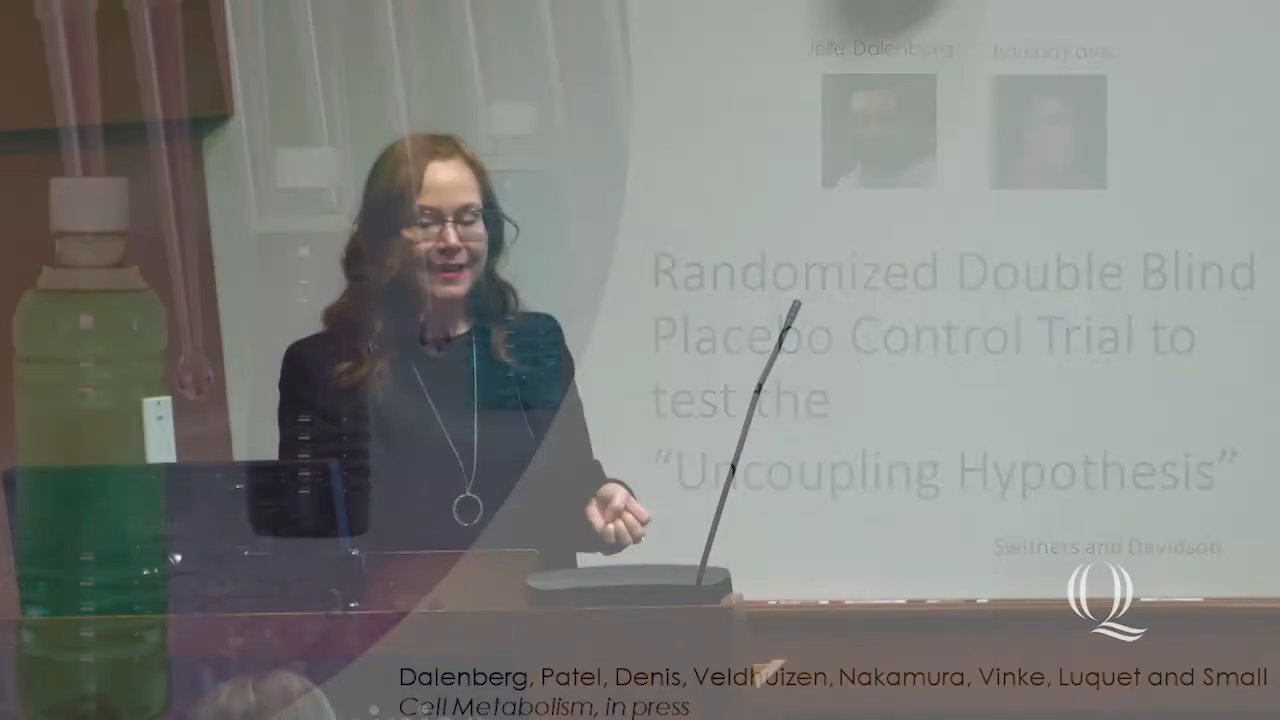 Jelle Dalenberg
Randomized Double Blind
Placebo Control Trial to
test the
“Uncoupling Hypothesis”
Swithers and Davidson
Dalenberg, Patel, Denis, Veldhuizen, Nakamura, Vinke, Luquet and Small
Cell Metabolism, in press